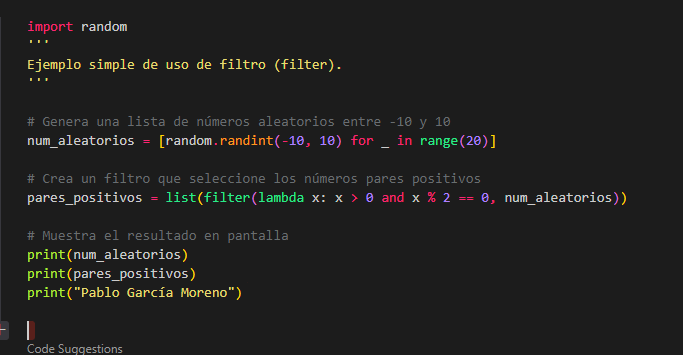 import random
'''
Ejemplo simple de uso de filtro (filter).
'''
# Genera una lista de números aleatorios entre -10 y 10
num_aleatorios = [random.randint(-10, 10) for _ in range(20)]
# Crea un filtro que seleccione los números pares positivos
pares_positivos = list(filter(lambda x: x > 0 and x % 2 == 0, num_aleatorios))
# Muestra el resultado en pantalla
print(num_aleatorios)
print(pares_positivos)
print("Pablo García Moreno")
Code Suggestions